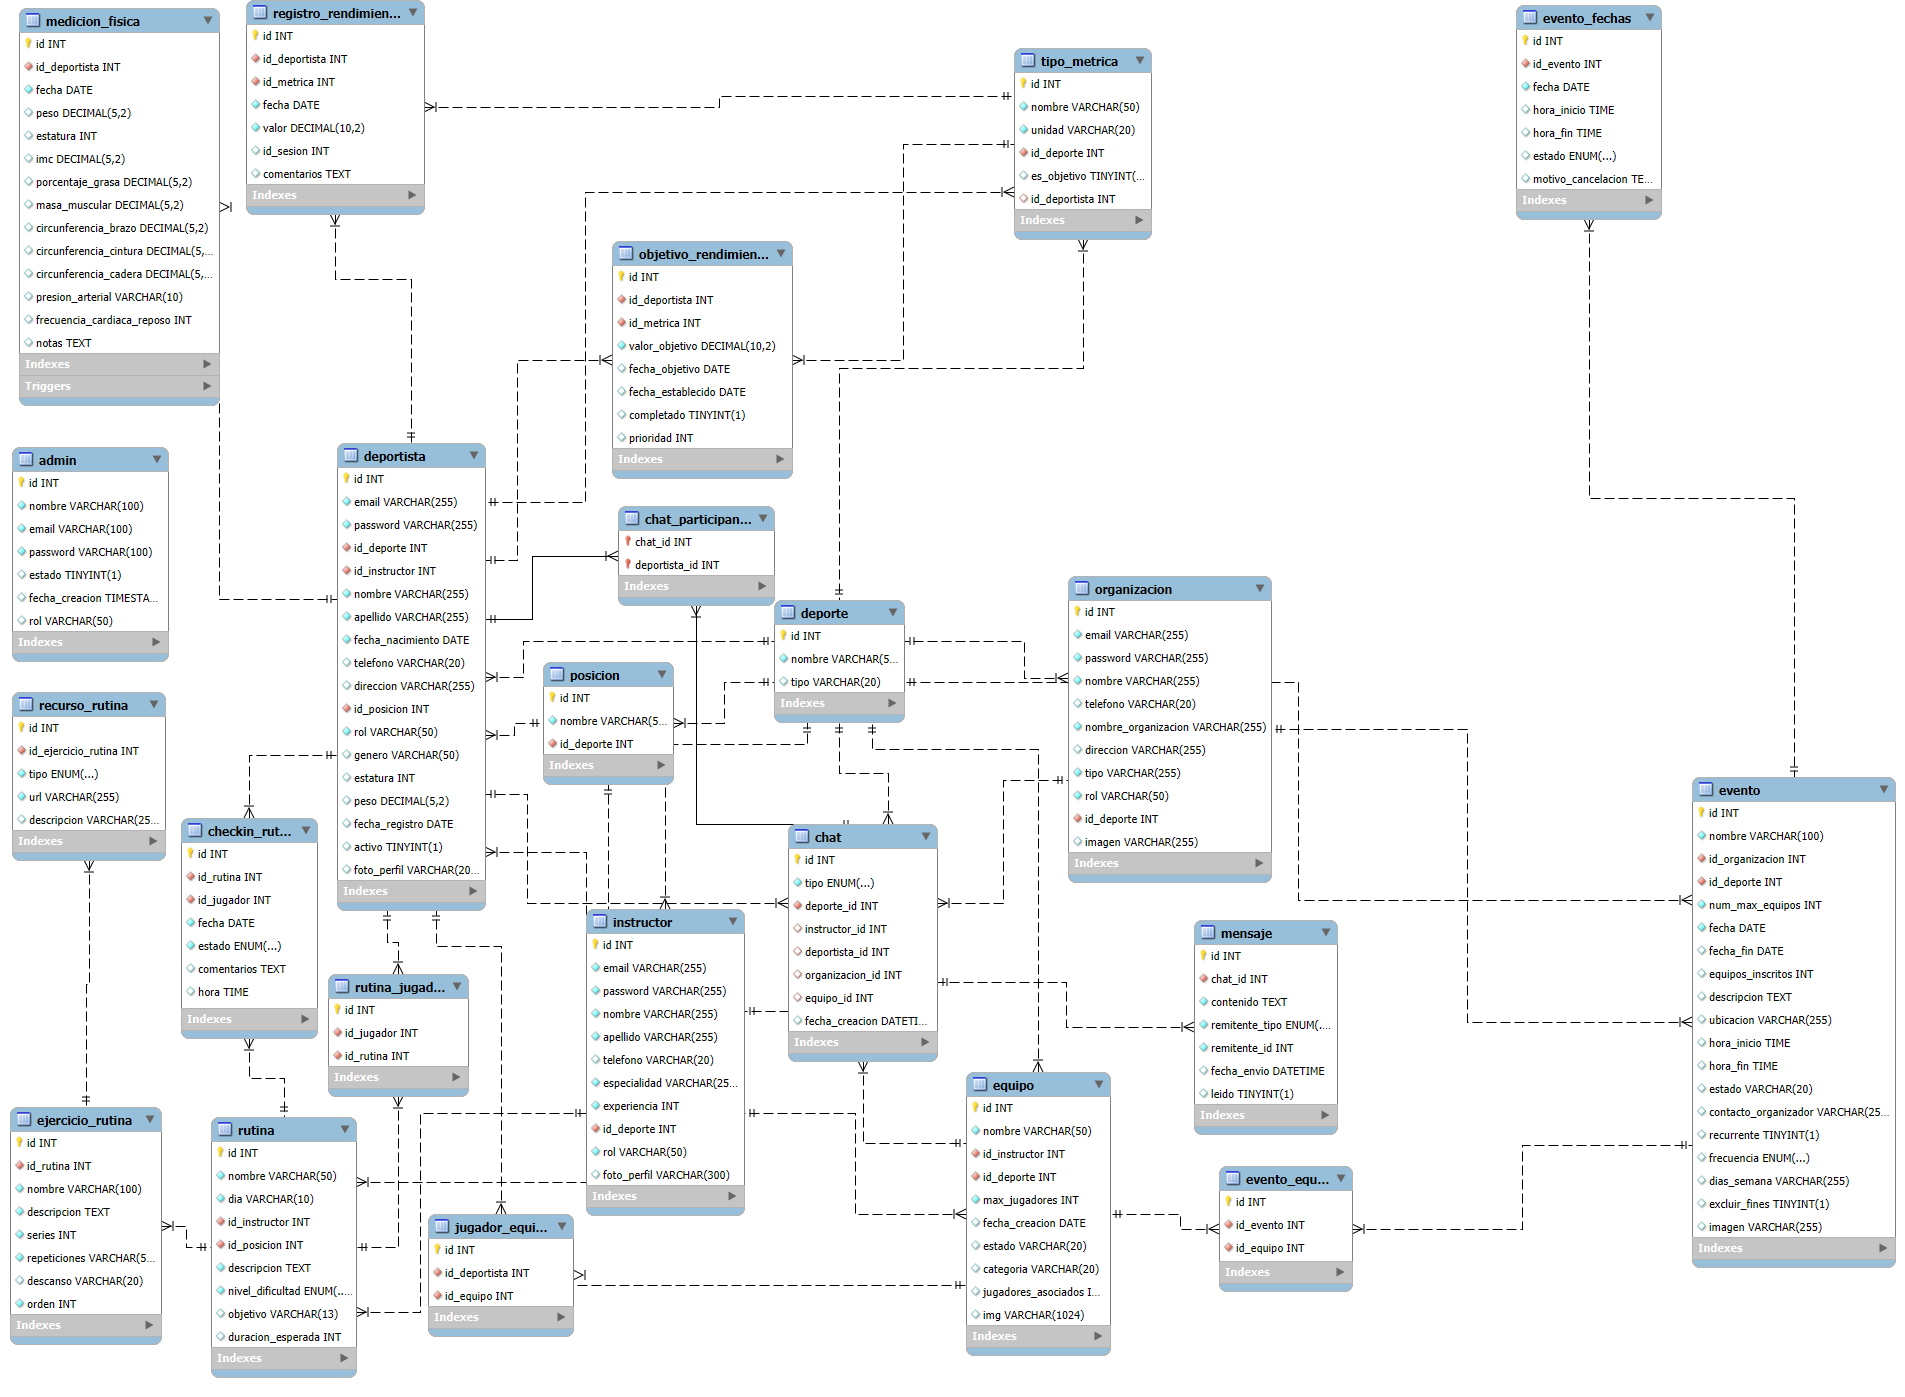 medicion_fisica
id INT
id_deportista INT
fecha DATE
peso DECIMAL(5,2)
estatura INT
imc DECIMAL(5,2)
porcentaje_grasa DECIMAL(5,2)
masa_muscular DECIMAL(5,2)
circunferencia_brazo DECIMAL(5,2)
circunferencia_cintura DECIMAL(5,...
circunferencia_cadera DECIMAL(5,...
presion_arterial VARCHAR(10)
frecuencia_cardiaca_reposo INT
notas TEXT
Indexes
Triggers
registro_rendimien...
id INT
id_deportista INT
id_metrica INT
fecha DATE
valor DECIMAL(10,2)
id_sesion INT
comentarios TEXT
Indexes
tipo_metrica
id INT
nombre VARCHAR(50)
unidad VARCHAR(20)
id_deporte INT
es_objetivo TINYINT(...
id_deportista INT
Indexes
evento_fechas
id INT
id_evento INT
fecha DATE
hora_inicio TIME
hora_fin TIME
estado ENUM(...)
motivo_cancelacion TE...
Indexes
objetivo_rendimien...
id INT
id_deportista INT
id_metrica INT
valor_objetivo DECIMAL(10,2)
fecha_objetivo DATE
fecha_establecido DATE
completado TINYINT(1)
prioridad INT
Indexes
admin
id INT
nombre VARCHAR(100)
email VARCHAR(100)
password VARCHAR(100)
estado TINYINT(1)
fecha_creacion TIMESTA...
rol VARCHAR(50)
Indexes
deportista
id INT
email VARCHAR(255)
password VARCHAR(255)
id_deporte INT
id_instructor INT
nombre VARCHAR(255)
apellido VARCHAR(255)
fecha_nacimiento DATE
telefono VARCHAR(20)
direccion VARCHAR(255)
id_posicion INT
rol VARCHAR(50)
genero VARCHAR(50)
estatura INT
peso DECIMAL(5,2)
fecha_registro DATE
activo TINYINT(1)
foto_perfil VARCHAR(20...
Indexes
chat_participan...
chat_id INT
deportista_id INT
Indexes
deporte
id INT
nombre VARCHAR(5...
tipo VARCHAR(20)
Indexes
posicion
id INT
nombre VARCHAR(5...
id_deporte INT
Indexes
organizacion
id INT
email VARCHAR(255)
password VARCHAR(255)
nombre VARCHAR(255)
telefono VARCHAR(20)
nombre_organizacion VARCHAR(255)
direccion VARCHAR(255)
tipo VARCHAR(255)
rol VARCHAR(50)
id_deporte INT
imagen VARCHAR(255)
Indexes
recurso_rutina
id INT
id_ejercicio_rutina INT
tipo ENUM(...)
url VARCHAR(255)
descripcion VARCHAR(25...
Indexes
checkin_rut...
id INT
id_rutina INT
id_jugador INT
fecha DATE
estado ENUM(...)
comentarios TEXT
hora TIME
Indexes
chat
id INT
tipo ENUM(...)
deporte_id INT
instructor_id INT
deportista_id INT
organizacion_id INT
equipo_id INT
fecha_creacion DATETI...
Indexes
evento
id INT
nombre VARCHAR(100)
id_organizacion INT
id_deporte INT
num_max_equipos INT
fecha DATE
fecha_fin DATE
equipos_inscritos INT
descripcion TEXT
ubicacion VARCHAR(255)
hora_inicio TIME
hora_fin TIME
estado VARCHAR(20)
contacto_organizador VARCHAR(25...
recurrente TINYINT(1)
frecuencia ENUM(...)
dias_semana VARCHAR(255)
excluir_fines TINYINT(1)
imagen VARCHAR(255)
Indexes
instructor
id INT
email VARCHAR(255)
password VARCHAR(255)
nombre VARCHAR(255)
apellido VARCHAR(255)
telefono VARCHAR(20)
especialidad VARCHAR(25...
experiencia INT
id_deporte INT
rol VARCHAR(50)
foto_perfil VARCHAR(300)
Indexes
mensaje
id INT
chat_id INT
contenido TEXT
remitente_tipo ENUM(....
remitente_id INT
fecha_envio DATETIME
leido TINYINT(1)
Indexes
rutina_jugad...
id INT
id_jugador INT
id_rutina INT
Indexes
equipo
id INT
nombre VARCHAR(50)
id_instructor INT
id_deporte INT
max_jugadores INT
fecha_creacion DATE
estado VARCHAR(20)
categoria VARCHAR(20)
jugadores_asociados I...
img VARCHAR(1024)
Indexes
ejercicio_rutina
id INT
id_rutina INT
nombre VARCHAR(100)
descripcion TEXT
series INT
repeticiones VARCHAR(5...
descanso VARCHAR(20)
orden INT
Indexes
rutina
id INT
nombre VARCHAR(50)
dia VARCHAR(10)
id_instructor INT
id_posicion INT
descripcion TEXT
nivel_dificultad ENUM(...
objetivo VARCHAR(13)
duracion_esperada INT
Indexes
evento_equ...
id INT
id_evento INT
id_equipo INT
Indexes
jugador_equi...
id INT
id_deportista INT
id_equipo INT
Indexes